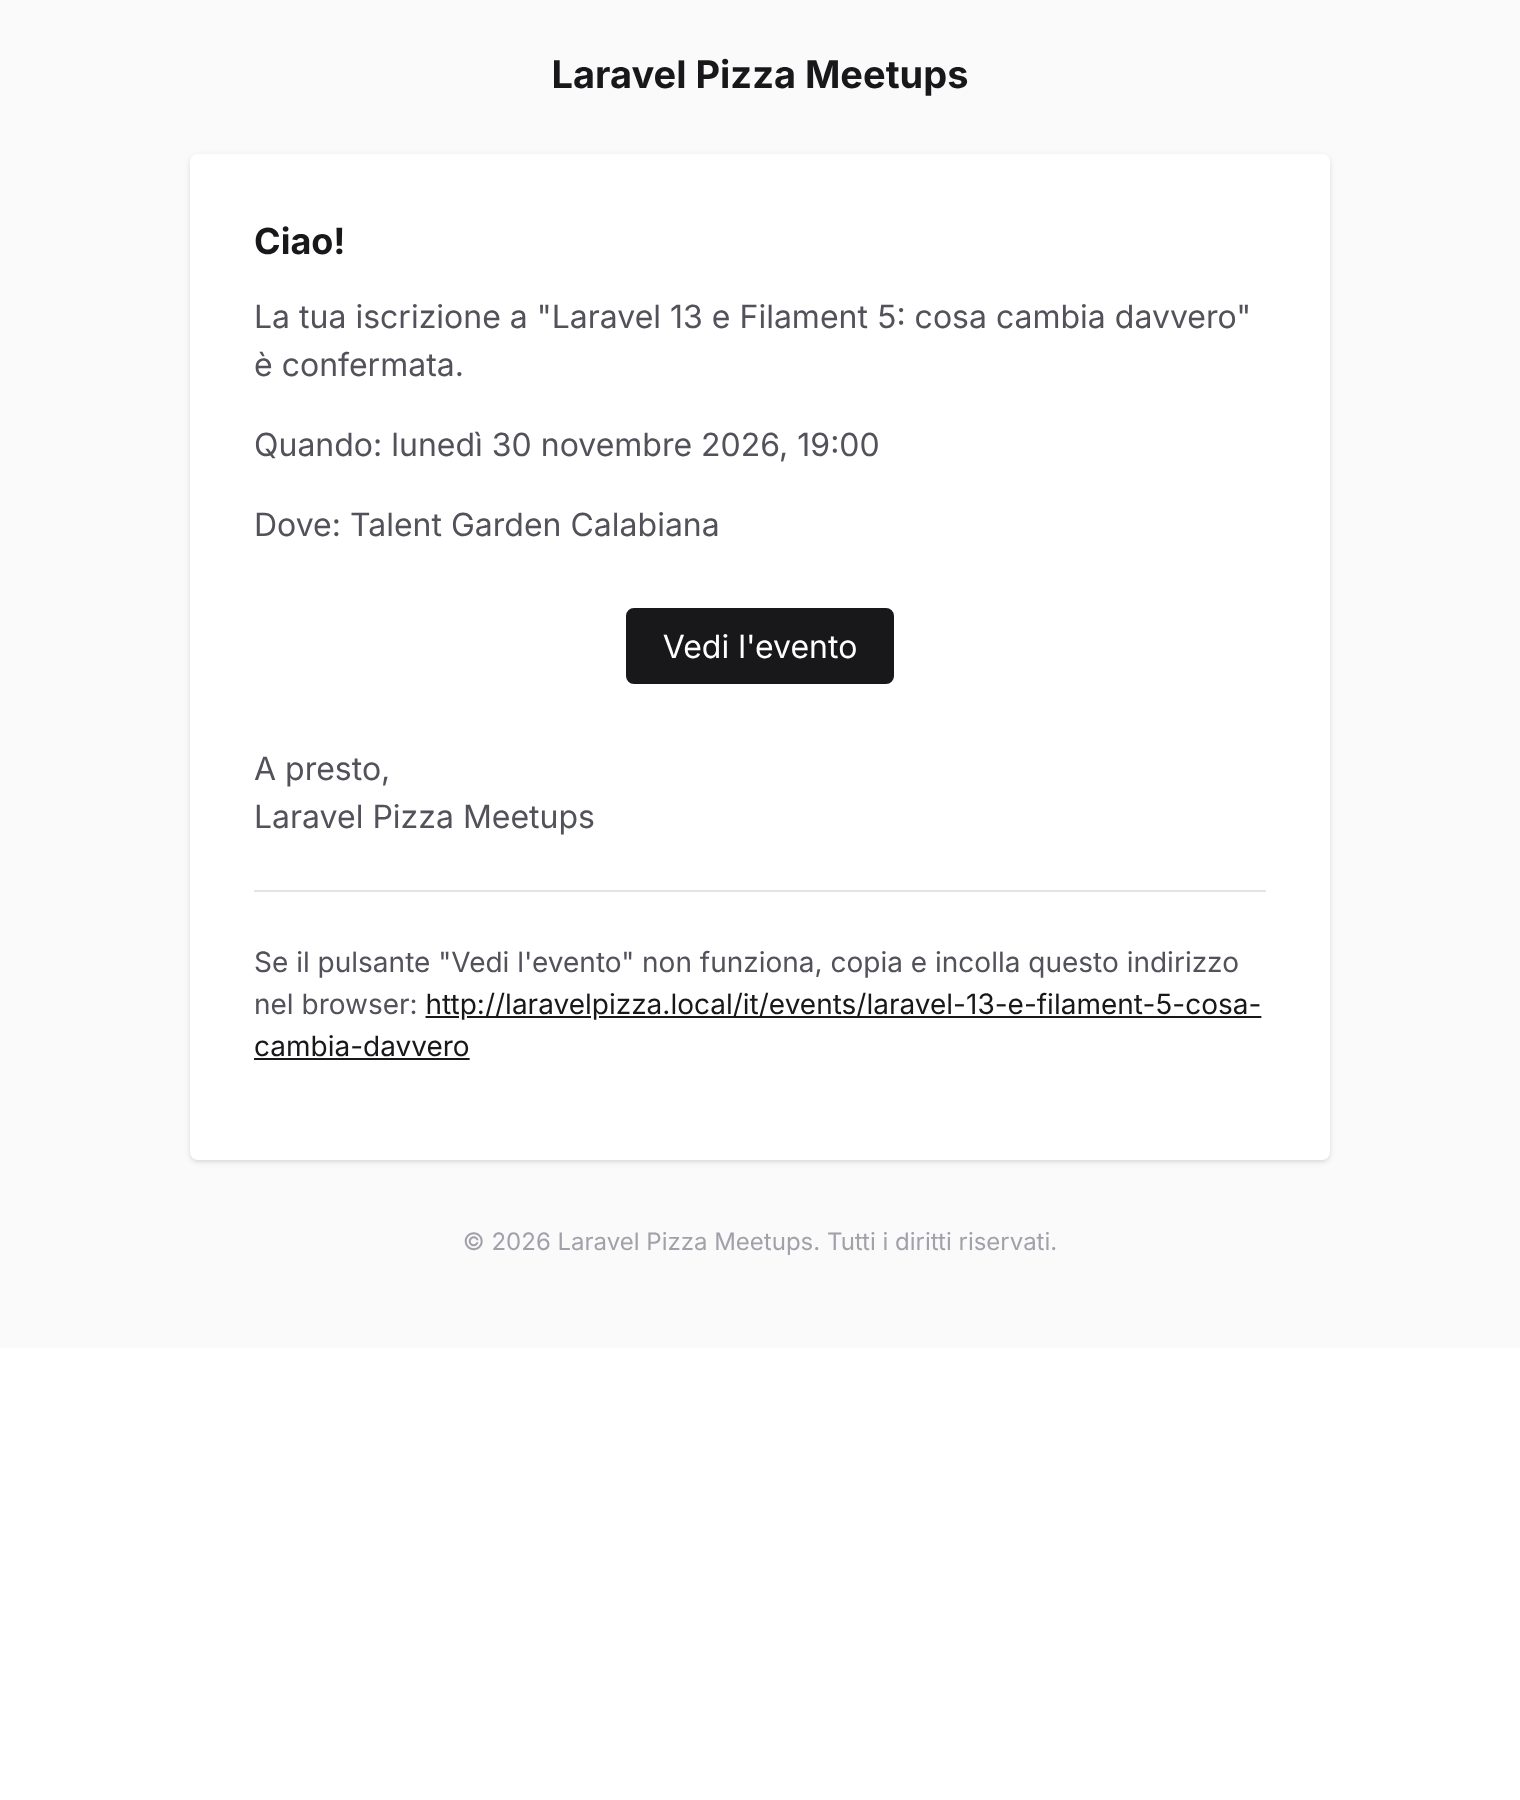 Laravel Pizza Meetups
Ciao!
La tua iscrizione a "Laravel 13 e Filament 5: cosa cambia davvero"
è confermata.
Quando: lunedì 30 novembre 2026, 19:00
Dove: Talent Garden Calabiana
Vedi l'evento
A presto,
Laravel Pizza Meetups
Se il pulsante "Vedi l'evento" non funziona, copia e incolla questo indirizzo
nel browser: http://laravelpizza.local/it/events/laravel-13-e-filament-5-cosa-
cambia-davvero
© 2026 Laravel Pizza Meetups. Tutti i diritti riservati.